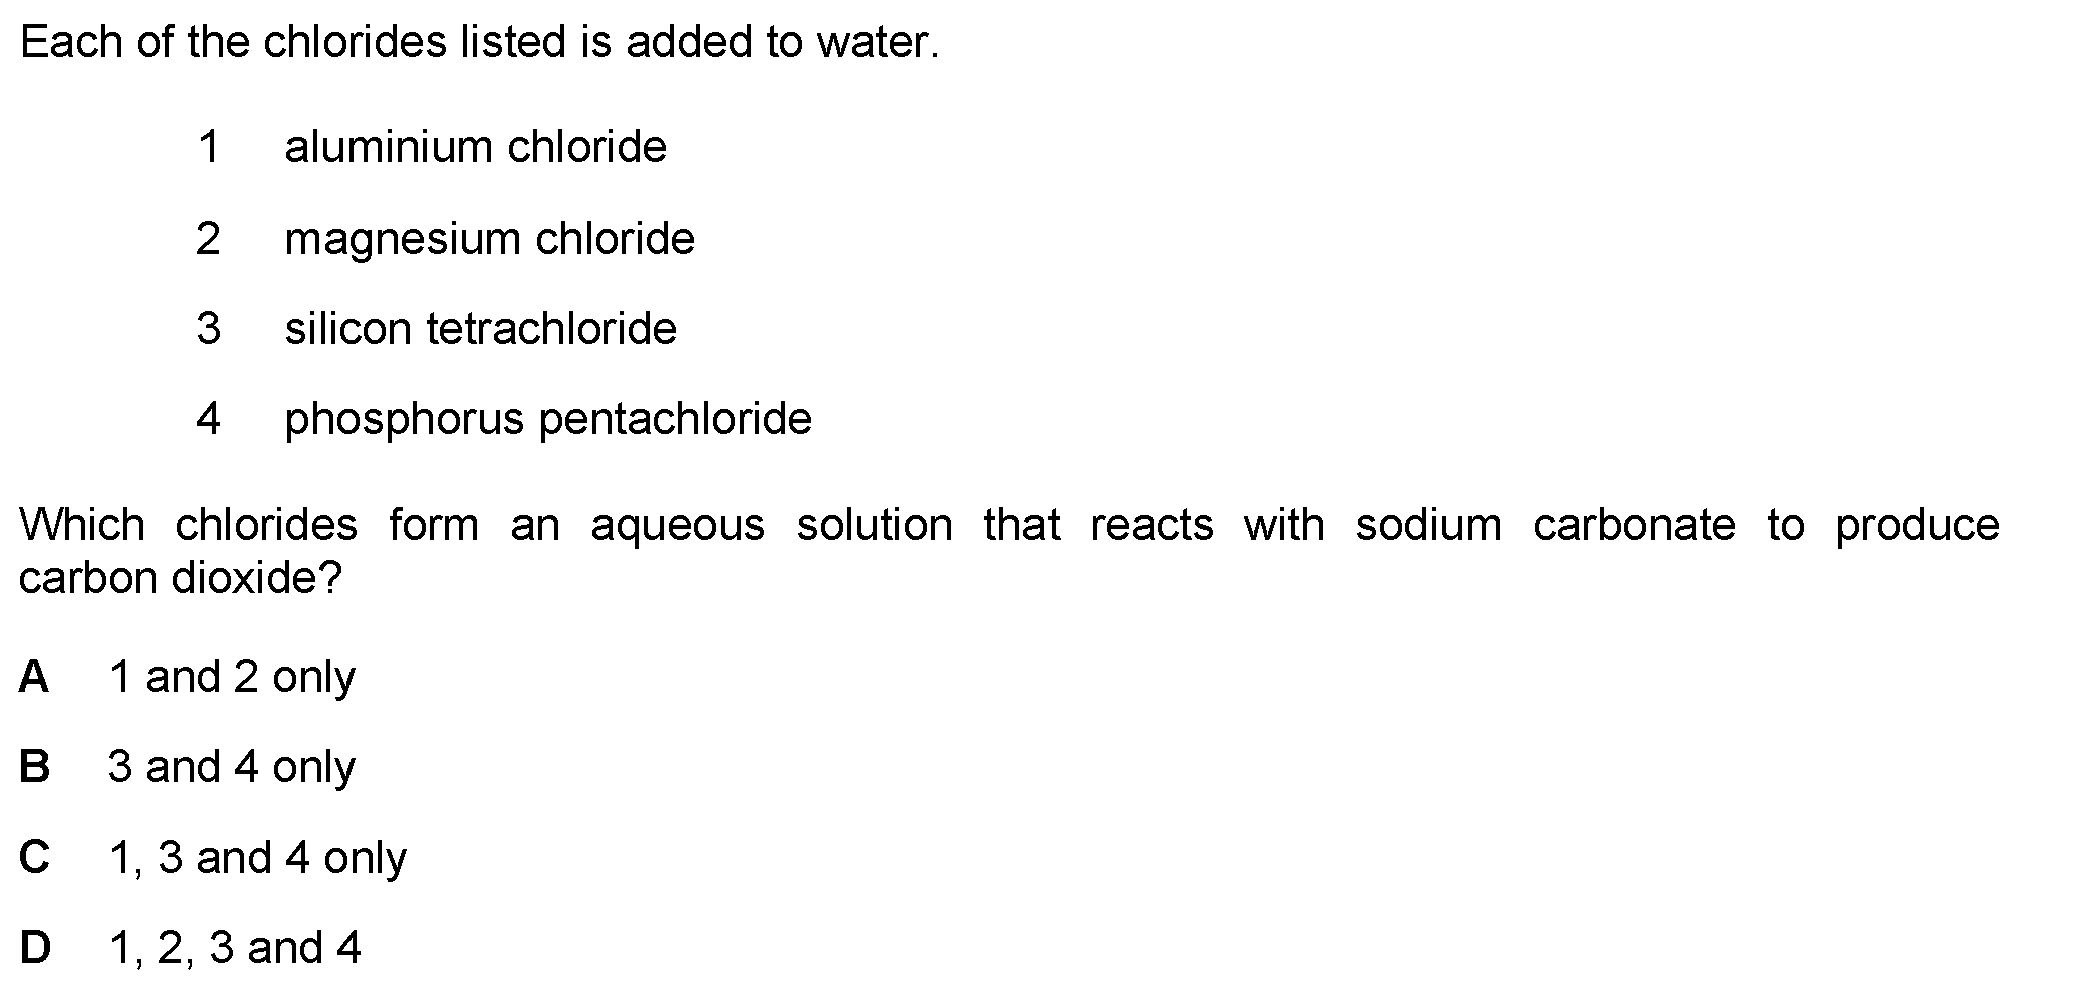 Each of the chlorides listed is added to water.
1 aluminium chloride
2 magnesium chloride
3 silicon tetrachloride
4 phosphorus pentachloride
Which chlorides form an aqueous solution that reacts with sodium carbonate to produce
carbon dioxide?
A 1 and 2 only
B 3 and 4 only
C 1, 3 and 4 only
D 1, 2, 3 and 4